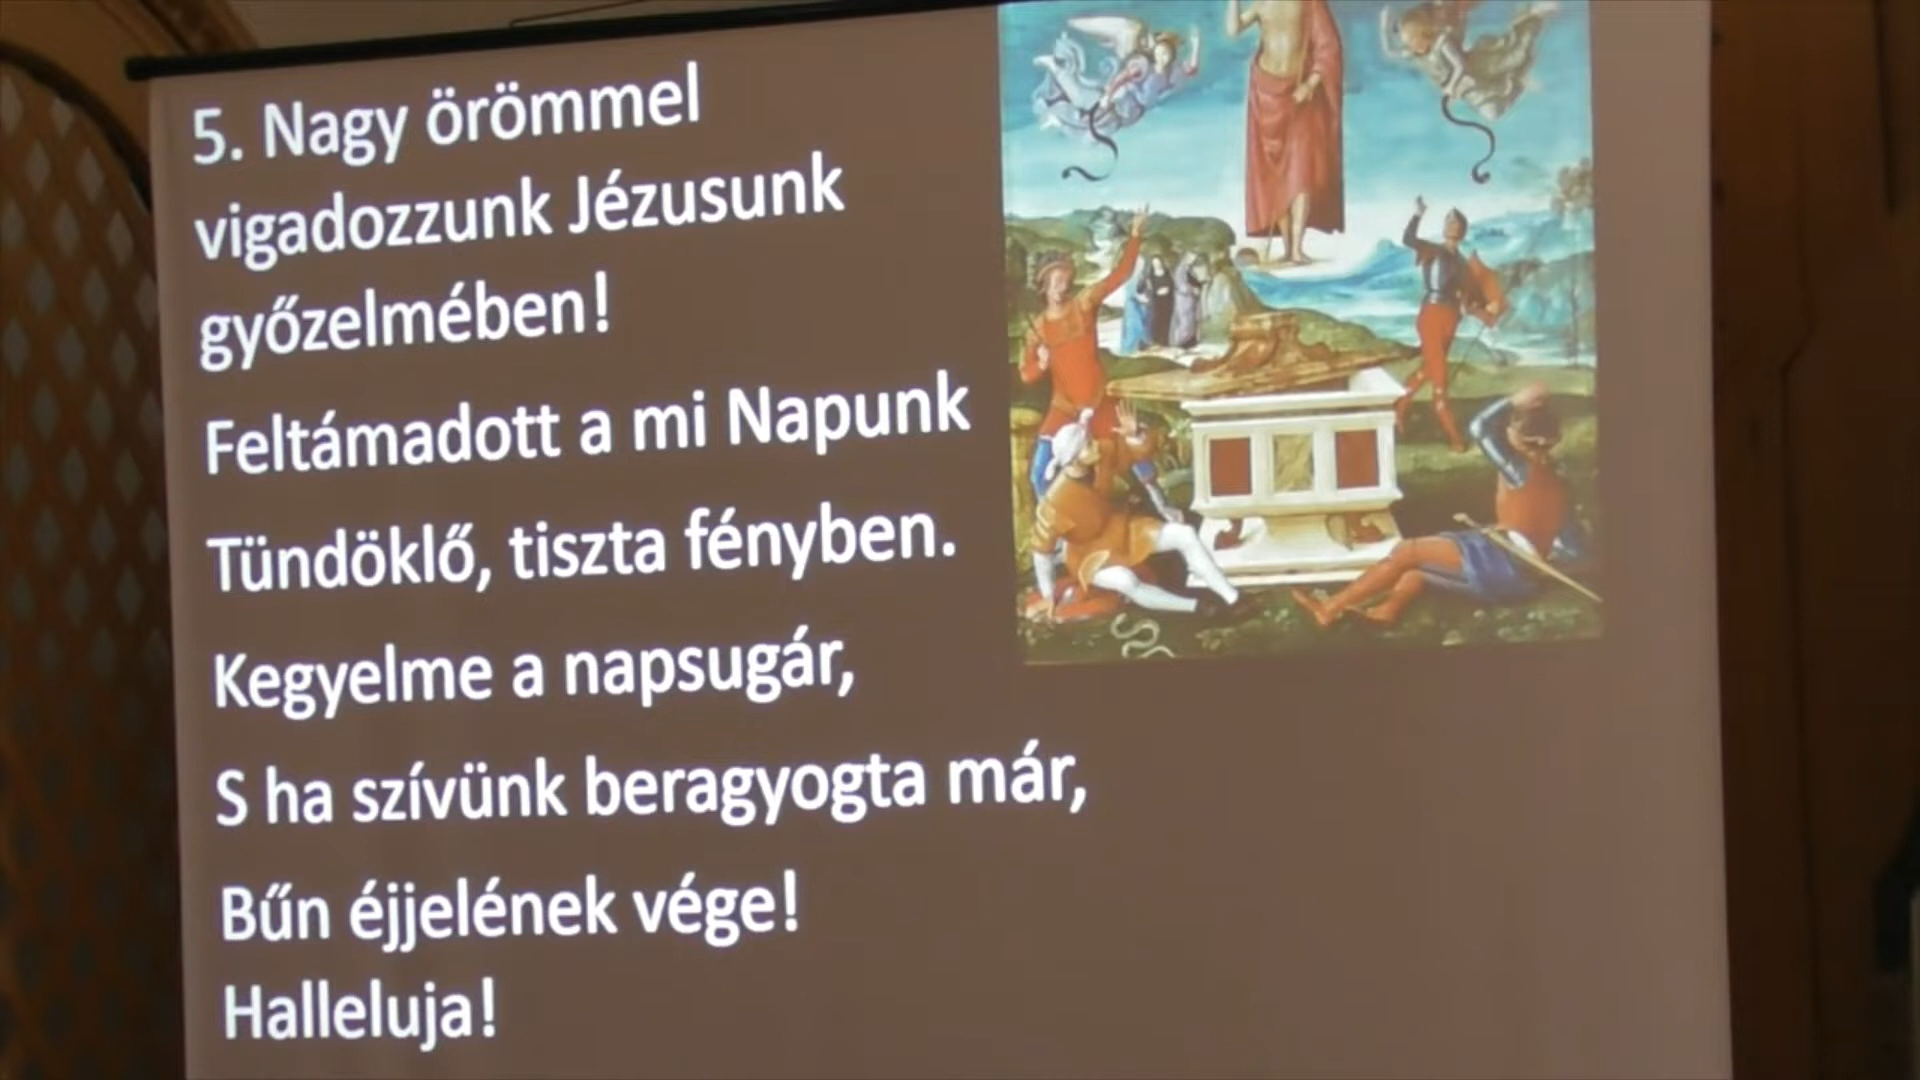 5. Nagy örömmel
vigadozzunk Jézusunk
győzelmében!
Feltámadott a mi Napunk
Tündöklő, tiszta fényben.
Kegyelme a napsugár,
S ha szívünk beragyogta már,
Bűn éjjelének vége!
Halleluja!